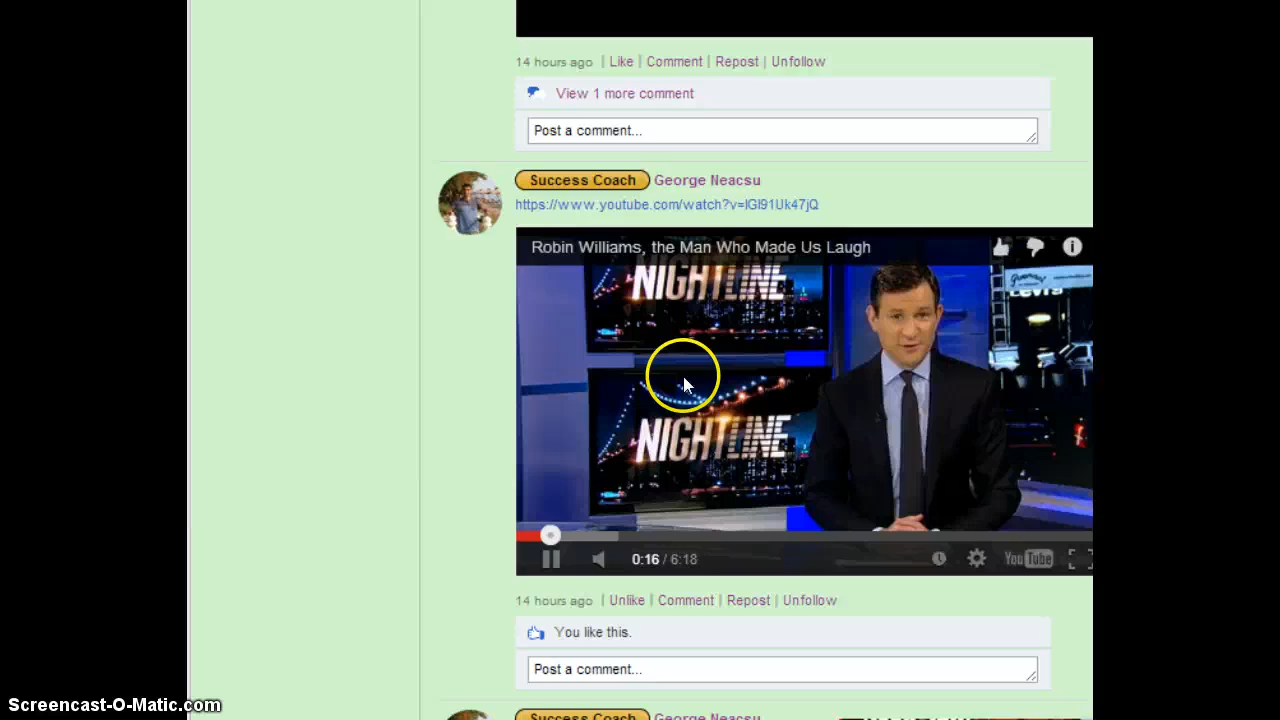 14 hours ago | Like | Comment | Repost | Unfollow
View 1 more comment
Post a comment...
Success Coach George Neacsu
https://www.youtube.com/watch?v=lGl91Uk47jQ
Robin Williams, the Man Who Made Us Laugh
NIGHTLINE
NIGHTLINE
0:16 / 6:18
YouTube
14 hours ago | Unlike | Comment | Repost | Unfollow
You like this.
Post a comment...
Success Coach George Neacsu
Screencast-O-Matic.com